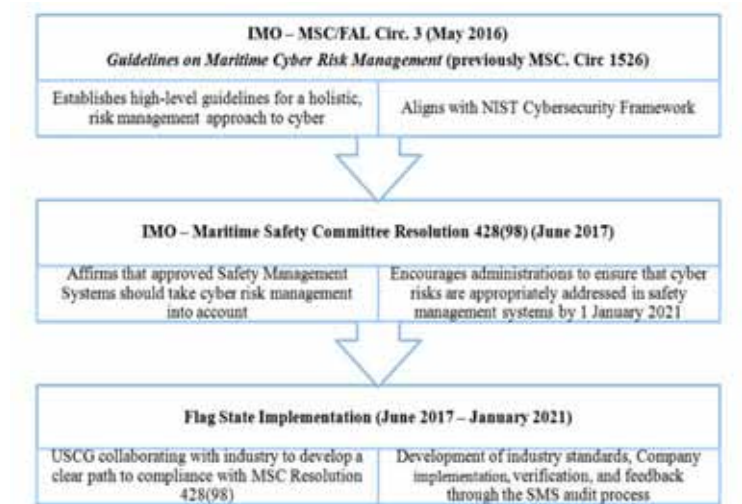 IMO – MSC/FAL Circ. 3 (May 2016)
Guidelines on Maritime Cyber Risk Management (previously MSC. Circ 1526)
Establishes high-level guidelines for a holistic,
risk management approach to cyber
Aligns with NIST Cybersecurity Framework
IMO – Maritime Safety Committee Resolution 428(98) (June 2017)
Affirms that approved Safety Management
Systems should take cyber risk management
into account
Encourages administrations to ensure that cyber
risks are appropriately addressed in safety
management systems by 1 January 2021
Flag State Implementation (June 2017 – January 2021)
USCG collaborating with industry to develop a
clear path to compliance with MSC Resolution
428(98)
Development of industry standards, Company
implementation, verification, and feedback
through the SMS audit process